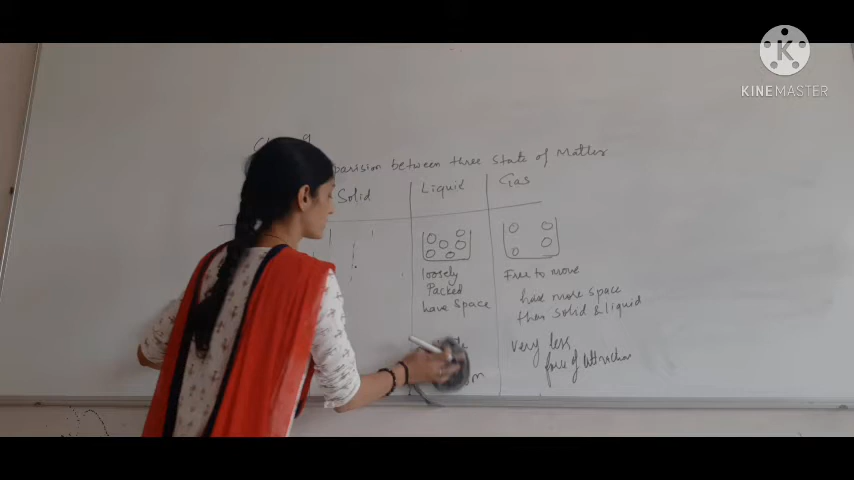 KINEMASTER
parision between three state of Matter
Solid
Liquid
Gas
loosely
Packed
have space
Free to move
have more space
then solid & liquid
very less
force of attraction